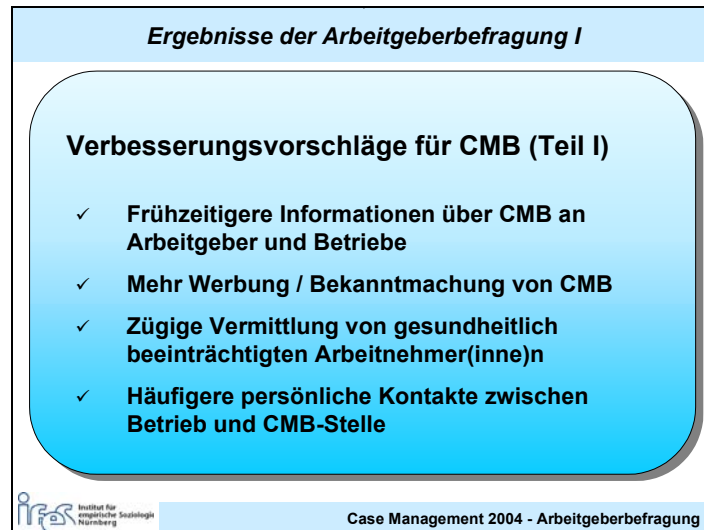 Ergebnisse der Arbeitgeberbefragung I
Verbesserungsvorschläge für CMB (Teil I)
✓ Frühzeitigere Informationen über CMB an
Arbeitgeber und Betriebe
✓ Mehr Werbung / Bekanntmachung von CMB
✓ Zügige Vermittlung von gesundheitlich
beeinträchtigten Arbeitnehmer(inne)n
✓ Häufigere persönliche Kontakte zwischen
Betrieb und CMB-Stelle
ifes
Institut für
empirische Soziologie
Nürnberg
Case Management 2004 - Arbeitgeberbefragung